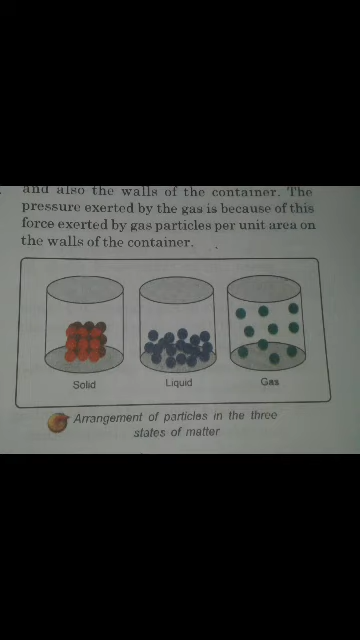 and also the walls of the container. The
pressure exerted by the gas is because of this
force exerted by gas particles per unit area on
the walls of the container.
Solid
Liquid
Gas
Arrangement of particles in the three
states of matter